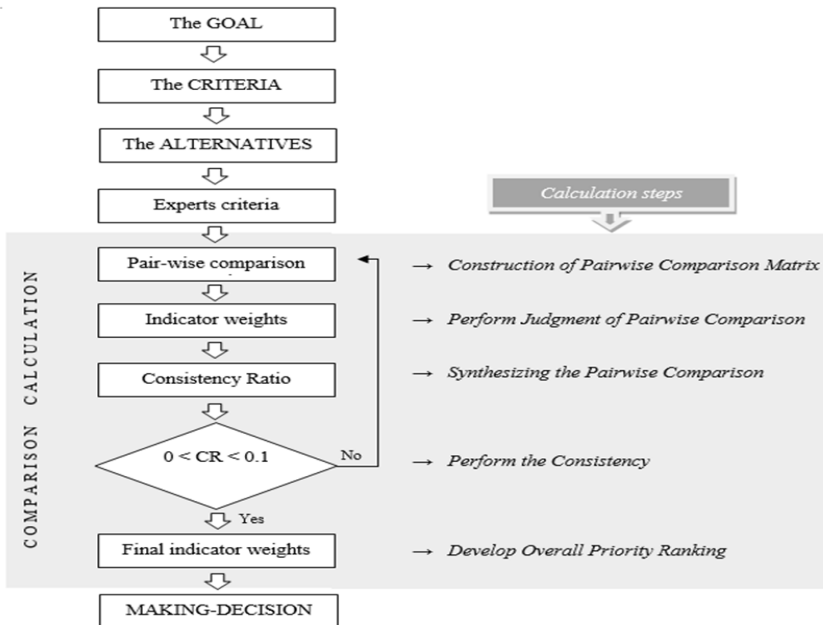 The GOAL
The CRITERIA
The ALTERNATIVES
Experts criteria
Calculation steps
COMPARISON CALCULATION
Pair-wise comparison
→ Construction of Pairwise Comparison Matrix
Indicator weights
→ Perform Judgment of Pairwise Comparison
Consistency Ratio
→ Synthesizing the Pairwise Comparison
0 < CR < 0.1
No
→ Perform the Consistency
Yes
Final indicator weights
→ Develop Overall Priority Ranking
MAKING-DECISION